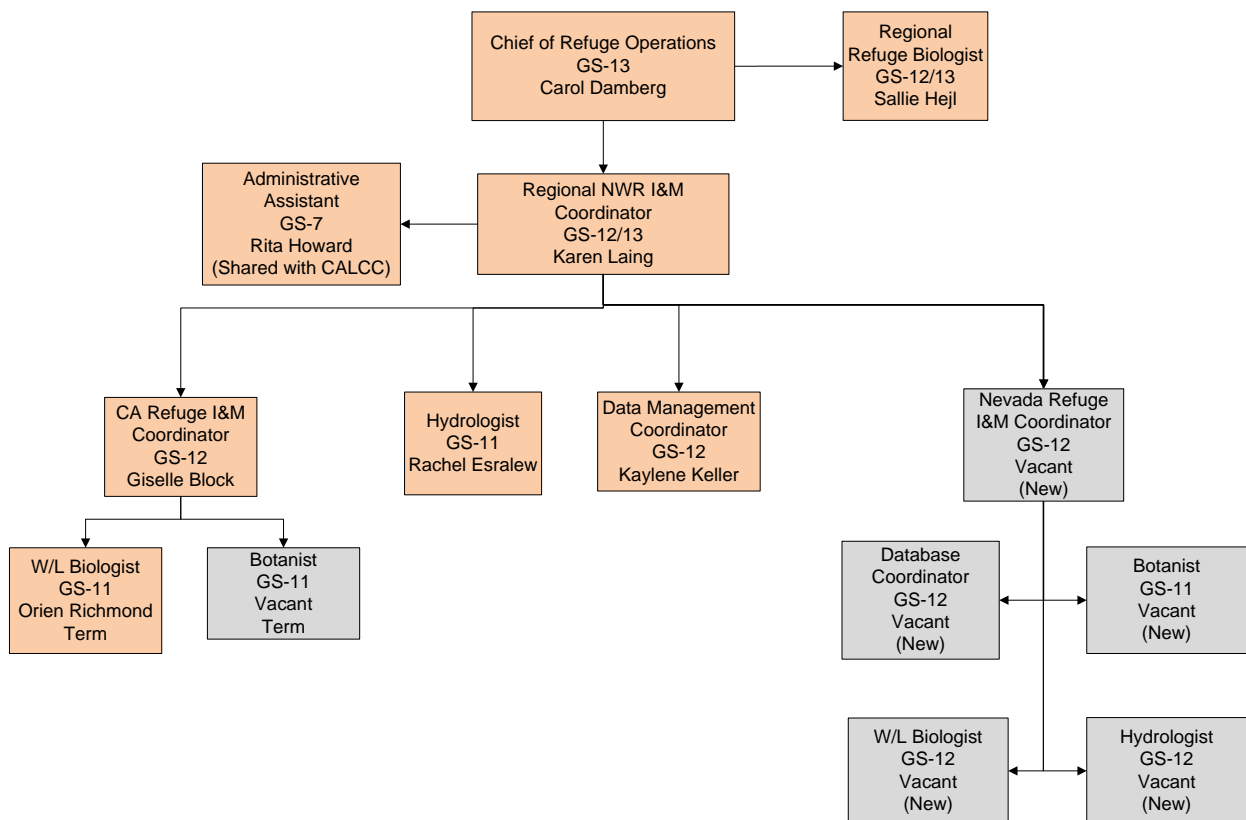 Chief of Refuge Operations
GS-13
Carol Damberg
Regional
Refuge Biologist
GS-12/13
Sallie Hejl
Administrative
Assistant
GS-7
Rita Howard
(Shared with CALCC)
Regional NWR I&M
Coordinator
GS-12/13
Karen Laing
CA Refuge I&M
Coordinator
GS-12
Giselle Block
Hydrologist
GS-11
Rachel Esralew
Data Management
Coordinator
GS-12
Kaylene Keller
Nevada Refuge
I&M Coordinator
GS-12
Vacant
(New)
W/L Biologist
GS-11
Orien Richmond
Term
Botanist
GS-11
Vacant
Term
Database
Coordinator
GS-12
Vacant
(New)
Botanist
GS-11
Vacant
(New)
W/L Biologist
GS-12
Vacant
(New)
Hydrologist
GS-12
Vacant
(New)